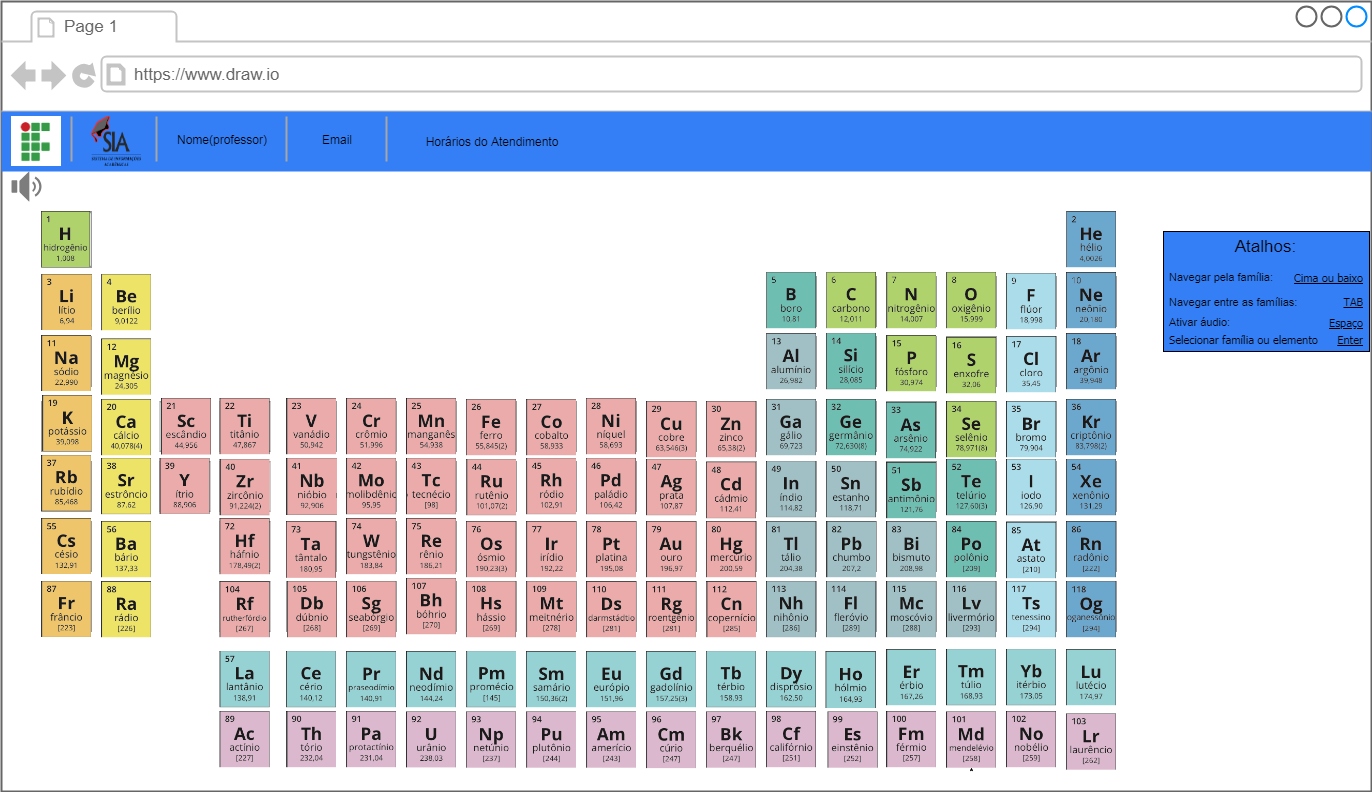 Page 1
https://www.draw.io
SIA
Nome(professor)
Email
Horários do Atendimento
1
H
hidrogênio
1,008
2
He
hélio
4,0026
Atalhos:
Navegar pela família: Cima ou baixo
Navegar entre as famílias: TAB
Ativar áudio: Espaço
Selecionar família ou elemento Enter
3
Li
lítio
6,94
4
Be
berílio
9,0122
5
B
boro
10,81
6
C
carbono
12,011
7
N
nitrogênio
14,007
8
O
oxigênio
15,999
9
F
flúor
18,998
10
Ne
neônio
20,180
11
Na
sódio
22,990
12
Mg
magnésio
24,305
13
Al
alumínio
26,982
14
Si
silício
28,085
15
P
fósforo
30,974
16
S
enxofre
32,06
17
Cl
cloro
35,45
18
Ar
argônio
39,948
19
K
potássio
39,098
20
Ca
cálcio
40,078(4)
21
Sc
escândio
44,956
22
Ti
titânio
47,867
23
V
vanádio
50,942
24
Cr
crômio
51,996
25
Mn
manganês
54,938
26
Fe
ferro
55,845(2)
27
Co
cobalto
58,933
28
Ni
níquel
58,693
29
Cu
cobre
63,546(3)
30
Zn
zinco
65,38(2)
31
Ga
gálio
69,723
32
Ge
germânio
72,630(8)
33
As
arsênio
74,922
34
Se
selênio
78,971(8)
35
Br
bromo
79,904
36
Kr
criptônio
83,798(2)
37
Rb
rubídio
85,468
38
Sr
estrôncio
87,62
39
Y
ítrio
88,906
40
Zr
zircônio
91,224(2)
41
Nb
nióbio
92,906
42
Mo
molibdênio
95,95
43
Tc
tecnécio
[98]
44
Ru
rutênio
101,07(2)
45
Rh
ródio
102,91
46
Pd
paládio
106,42
47
Ag
prata
107,87
48
Cd
cádmio
112,41
49
In
índio
114,82
50
Sn
estanho
118,71
51
Sb
antimônio
121,76
52
Te
telúrio
127,60(3)
53
I
iodo
126,90
54
Xe
xenônio
131,29
55
Cs
césio
132,91
56
Ba
bário
137,33
72
Hf
háfnio
178,49(2)
73
Ta
tântalo
180,95
74
W
tungstênio
183,84
75
Re
rênio
186,21
76
Os
ósmio
190,23(3)
77
Ir
irídio
192,22
78
Pt
platina
195,08
79
Au
ouro
196,97
80
Hg
mercúrio
200,59
81
Tl
tálio
204,38
82
Pb
chumbo
207,2
83
Bi
bismuto
208,98
84
Po
polônio
[209]
85
At
astato
[210]
86
Rn
radônio
[222]
87
Fr
frâncio
[223]
88
Ra
rádio
[226]
104
Rf
rutherfórdio
[267]
105
Db
dúbnio
[268]
106
Sg
seabórgio
[269]
107
Bh
bóhrio
[270]
108
Hs
hássio
[269]
109
Mt
meitnério
[278]
110
Ds
darmstádtio
[281]
111
Rg
roentgênio
[281]
112
Cn
copernício
[285]
113
Nh
nihônio
[286]
114
Fl
fleróvio
[289]
115
Mc
moscóvio
[288]
116
Lv
livermório
[293]
117
Ts
tenessino
[294]
118
Og
oganessônio
[294]
57
La
lantânio
138,91
Ce
cério
140,12
Pr
praseodímio
140,91
Nd
neodímio
144,24
Pm
promécio
[145]
Sm
samário
150,36(2)
Eu
európio
151,96
Gd
gadolínio
157,25(3)
Tb
térbio
158,93
Dy
disprósio
162,50
Ho
hólmio
164,93
Er
érbio
167,26
Tm
túlio
168,93
Yb
itérbio
173,05
Lu
lutécio
174,97
89
Ac
actínio
[227]
90
Th
tório
232,04
91
Pa
protactínio
231,04
92
U
urânio
238,03
93
Np
netúnio
[237]
94
Pu
plutônio
[244]
95
Am
amerício
[243]
96
Cm
cúrio
[247]
97
Bk
berquélio
[247]
98
Cf
califórnio
[251]
99
Es
einstênio
[252]
100
Fm
férmio
[257]
101
Md
mendelévio
[258]
102
No
nobélio
[259]
103
Lr
laurêncio
[262]